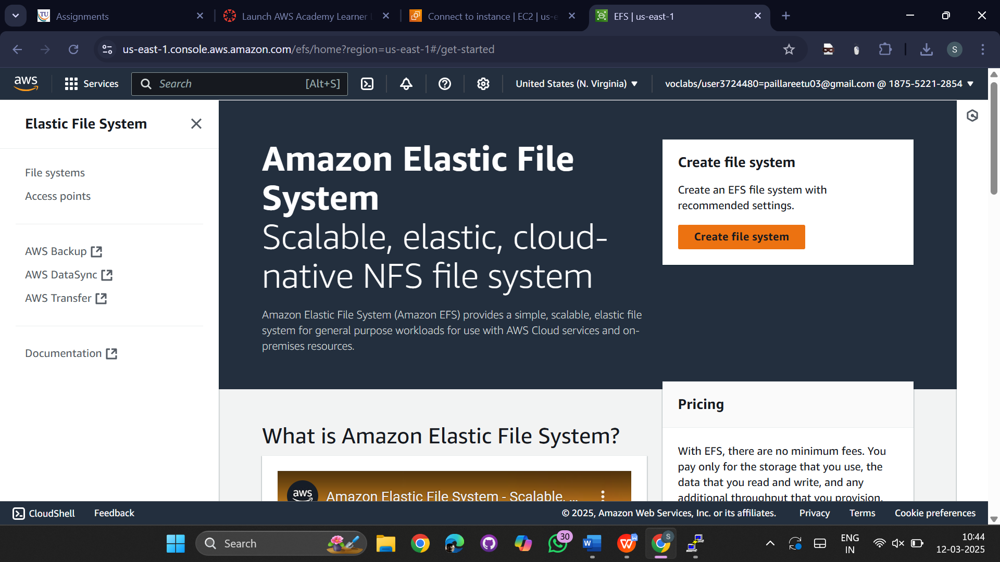 Assignments
Launch AWS Academy Learner
Connect to instance | EC2 | us-e
EFS | us-east-1
us-east-1.console.aws.amazon.com/efs/home?region=us-east-1#/get-started
S
aws
Services
Search
[Alt+S]
United States (N. Virginia)
voclabs/user3724480=paillareetu03@gmail.com @ 1875-5221-2854
Elastic File System
File systems
Access points
AWS Backup
AWS DataSync
AWS Transfer
Documentation
Amazon Elastic File
System
Scalable, elastic, cloud-
native NFS file system
Amazon Elastic File System (Amazon EFS) provides a simple, scalable, elastic file
system for general purpose workloads for use with AWS Cloud services and on-
premises resources.
Create file system
Create an EFS file system with
recommended settings.
Create file system
What is Amazon Elastic File System?
aws
Amazon Elastic File System - Scalable, ...
Pricing
With EFS, there are no minimum fees. You
pay only for the storage that you use, the
data that you read and write, and any
additional throughput that you provision.
CloudShell
Feedback
© 2025, Amazon Web Services, Inc. or its affiliates.
Privacy
Terms
Cookie preferences
Search
30
S
ENG
IN
10:44
12-03-2025